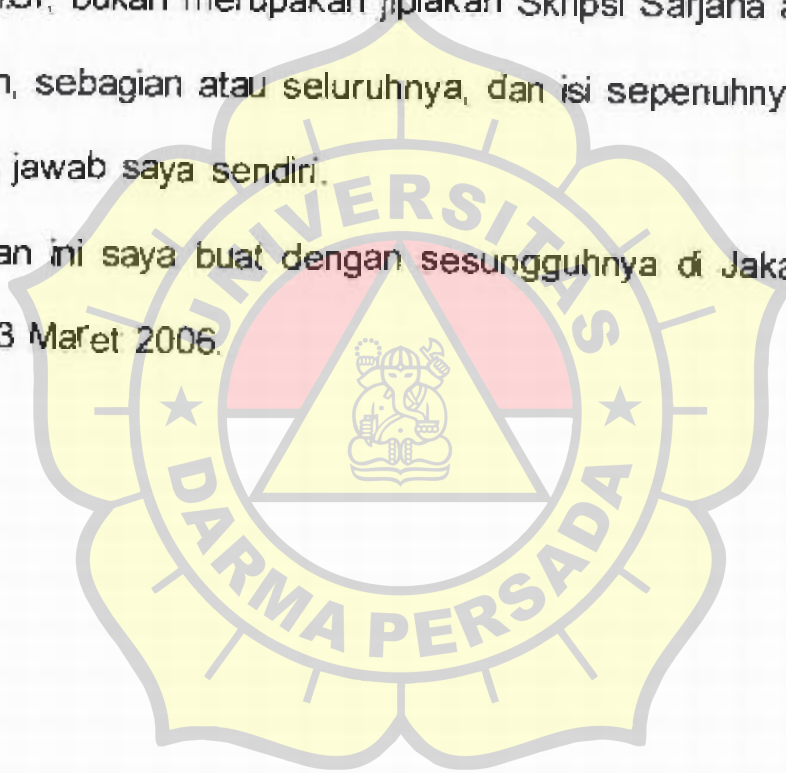 bukan merupakan jiplakan Skripsi Sarjana
sebagian atau seluruhnya, dan isi sepenuhny
jawab saya sendiri.
an ini saya buat dengan sesungguhnya di Jaka
3 Maret 2006.
UNIVERSITAS
DARMA PERSADA